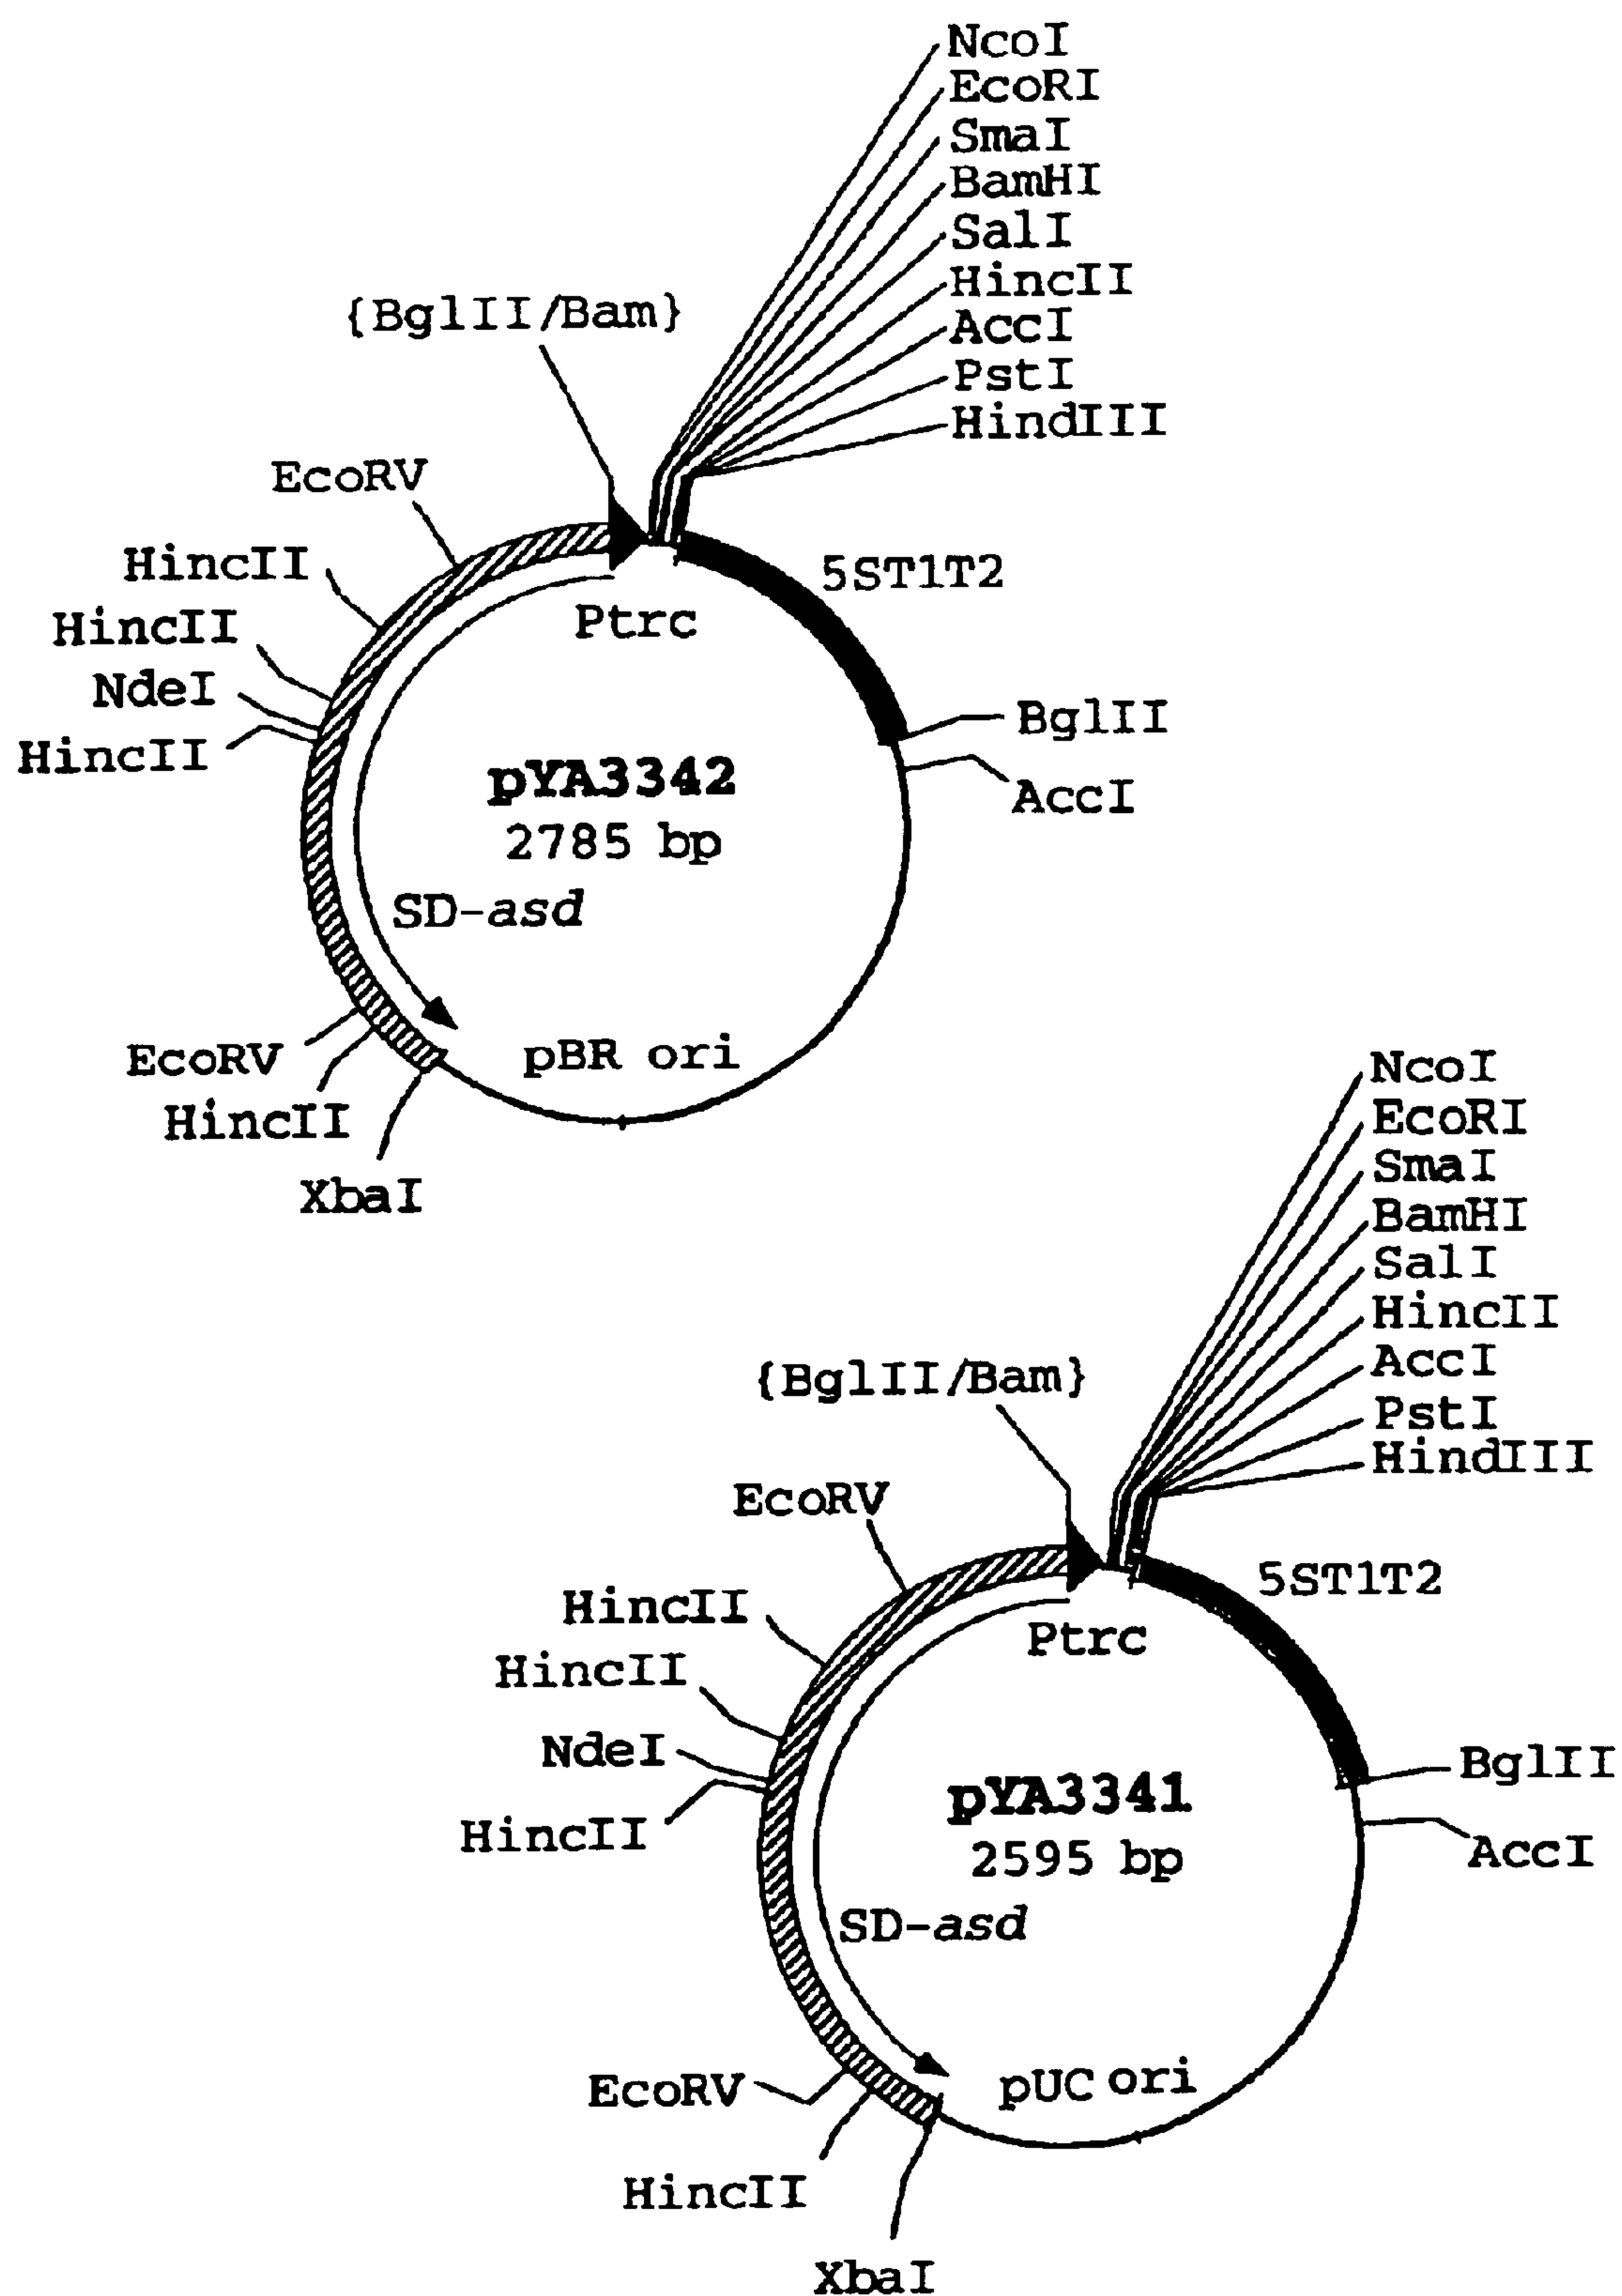 NcoI
EcoRI
SmaI
BamHI
SalI
HincII
AccI
PstI
HindIII
{BglII/Bam}
EcoRV
HincII
HincII
NdeI
HincII
5ST1T2
Ptrc
BglII
AccI
pYA3342
2785 bp
SD-asd
EcoRV
HincII
XbaI
pBR ori
NcoI
EcoRI
SmaI
BamHI
SalI
HincII
AccI
PstI
HindIII
{BglII/Bam}
EcoRV
HincII
HincII
NdeI
HincII
5ST1T2
Ptrc
BglII
AccI
pYA3341
2595 bp
SD-asd
EcoRV
HincII
XbaI
pUC ori